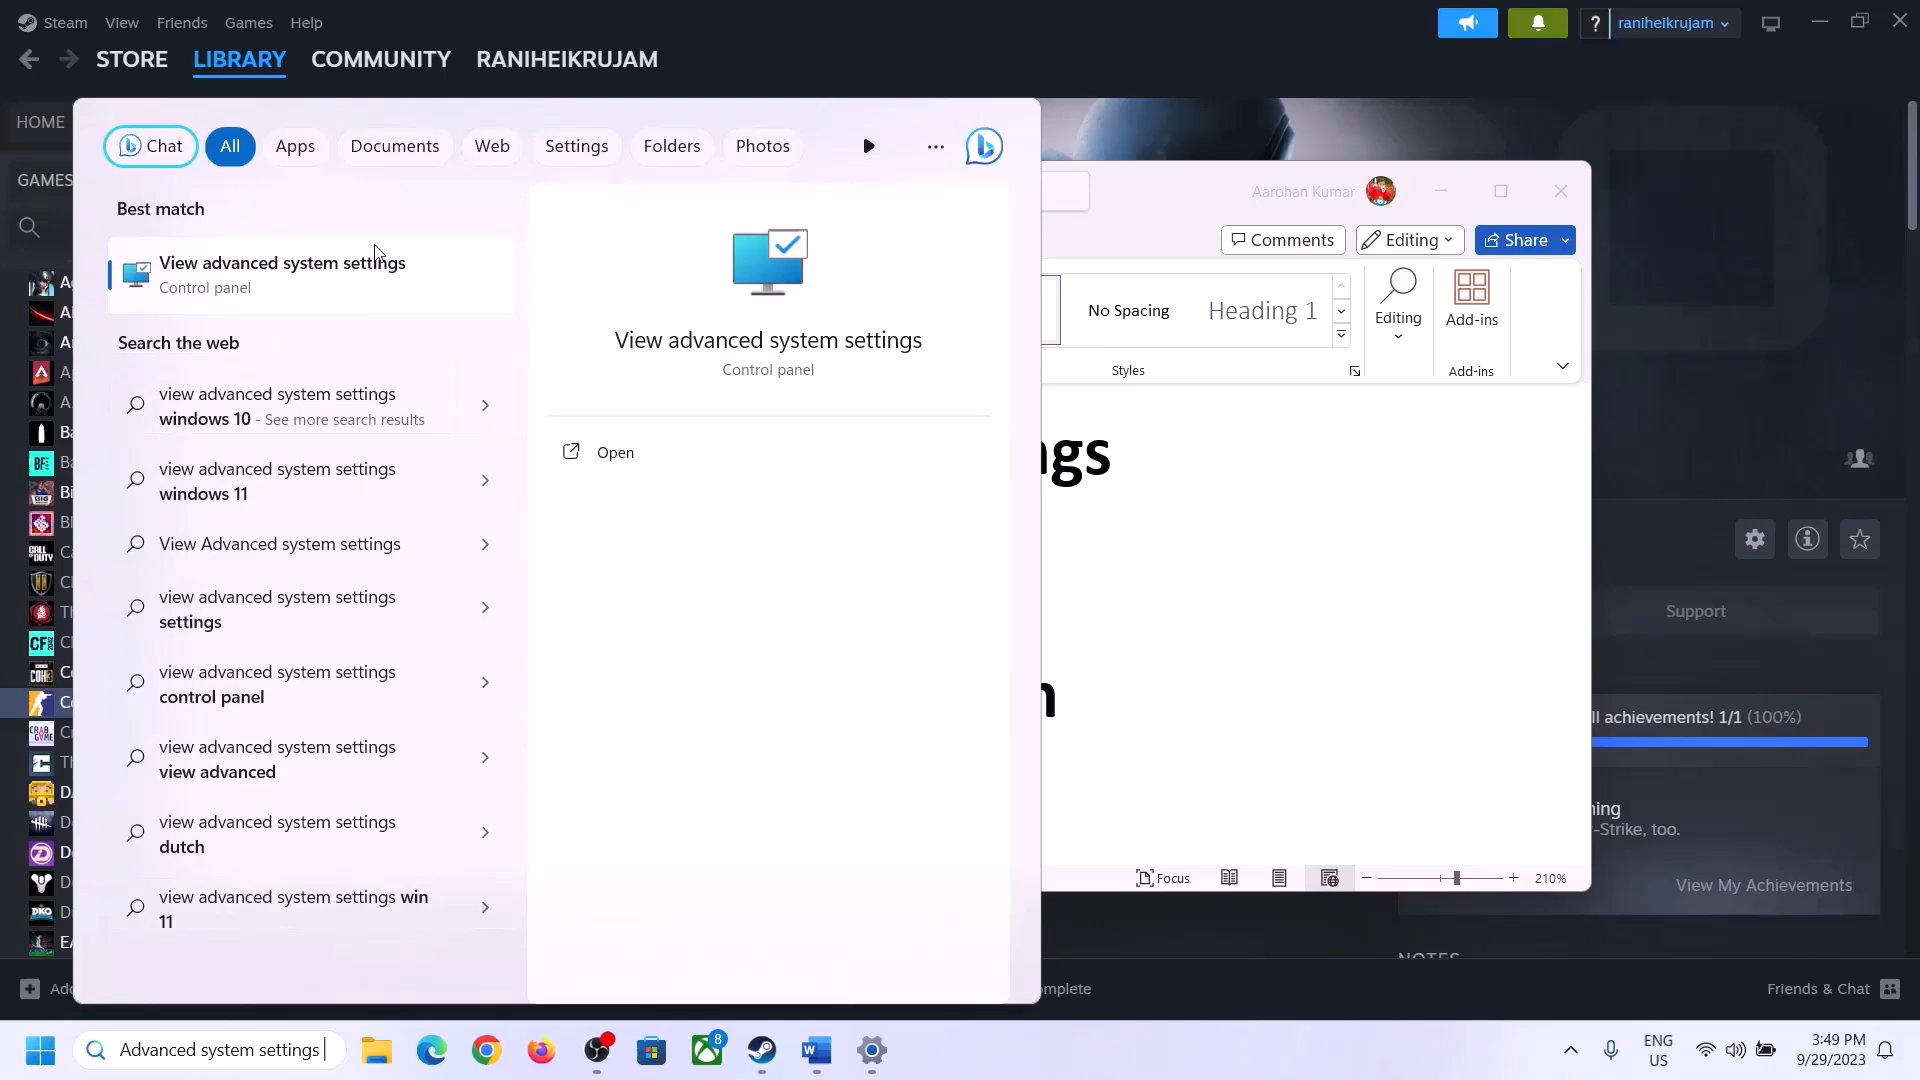 Steam View Friends Games Help
? raniheikrujam
STORE LIBRARY COMMUNITY RANIHEIKRUJAM
HOME
GAMES
Chat All Apps Documents Web Settings Folders Photos
Best match
View advanced system settings
Control panel
Search the web
view advanced system settings
windows 10 - See more search results
view advanced system settings
windows 11
View Advanced system settings
view advanced system settings
settings
view advanced system settings
control panel
view advanced system settings
view advanced
view advanced system settings
dutch
view advanced system settings win
11
View advanced system settings
Control panel
Open
Aarohan Kumar
Comments Editing Share
No Spacing Heading 1
Editing
Add-ins
Styles
Add-ins
ngs
n
Focus
210%
Support
ll achievements! 1/1 (100%)
ning
-Strike, too.
View My Achievements
NOTES
Add
mplete
Friends & Chat
Advanced system settings
8
ENG
US
3:49 PM
9/29/2023